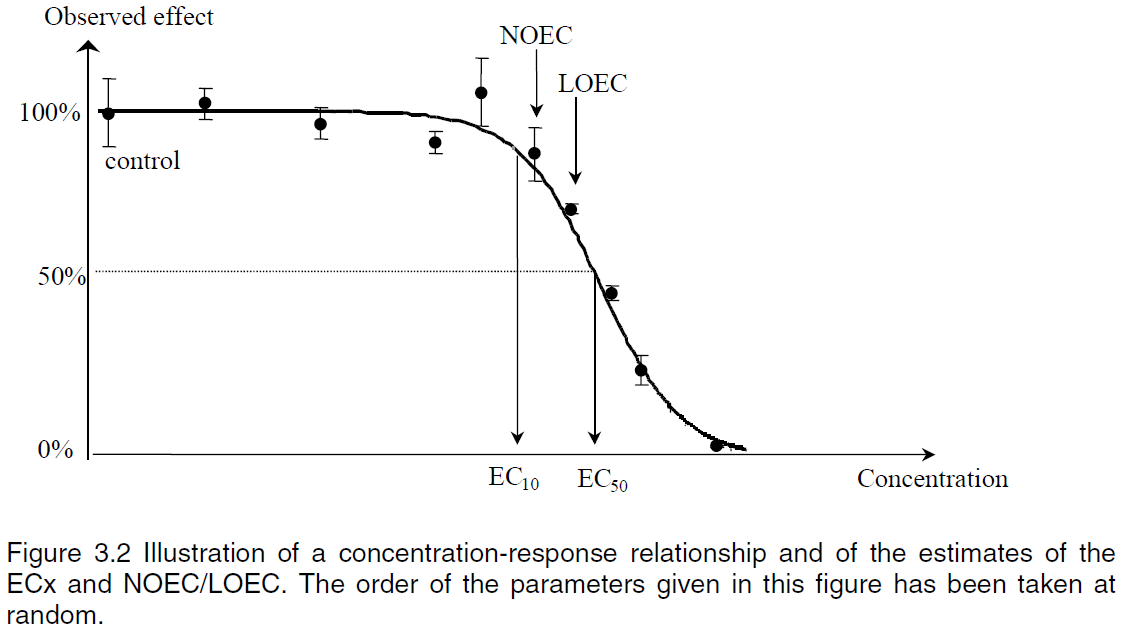 Observed effect
NOEC
LOEC
100%
control
50%
0%
EC10
EC50
Concentration
Figure 3.2 Illustration of a concentration-response relationship and of the estimates of the
ECx and NOEC/LOEC. The order of the parameters given in this figure has been taken at
random.